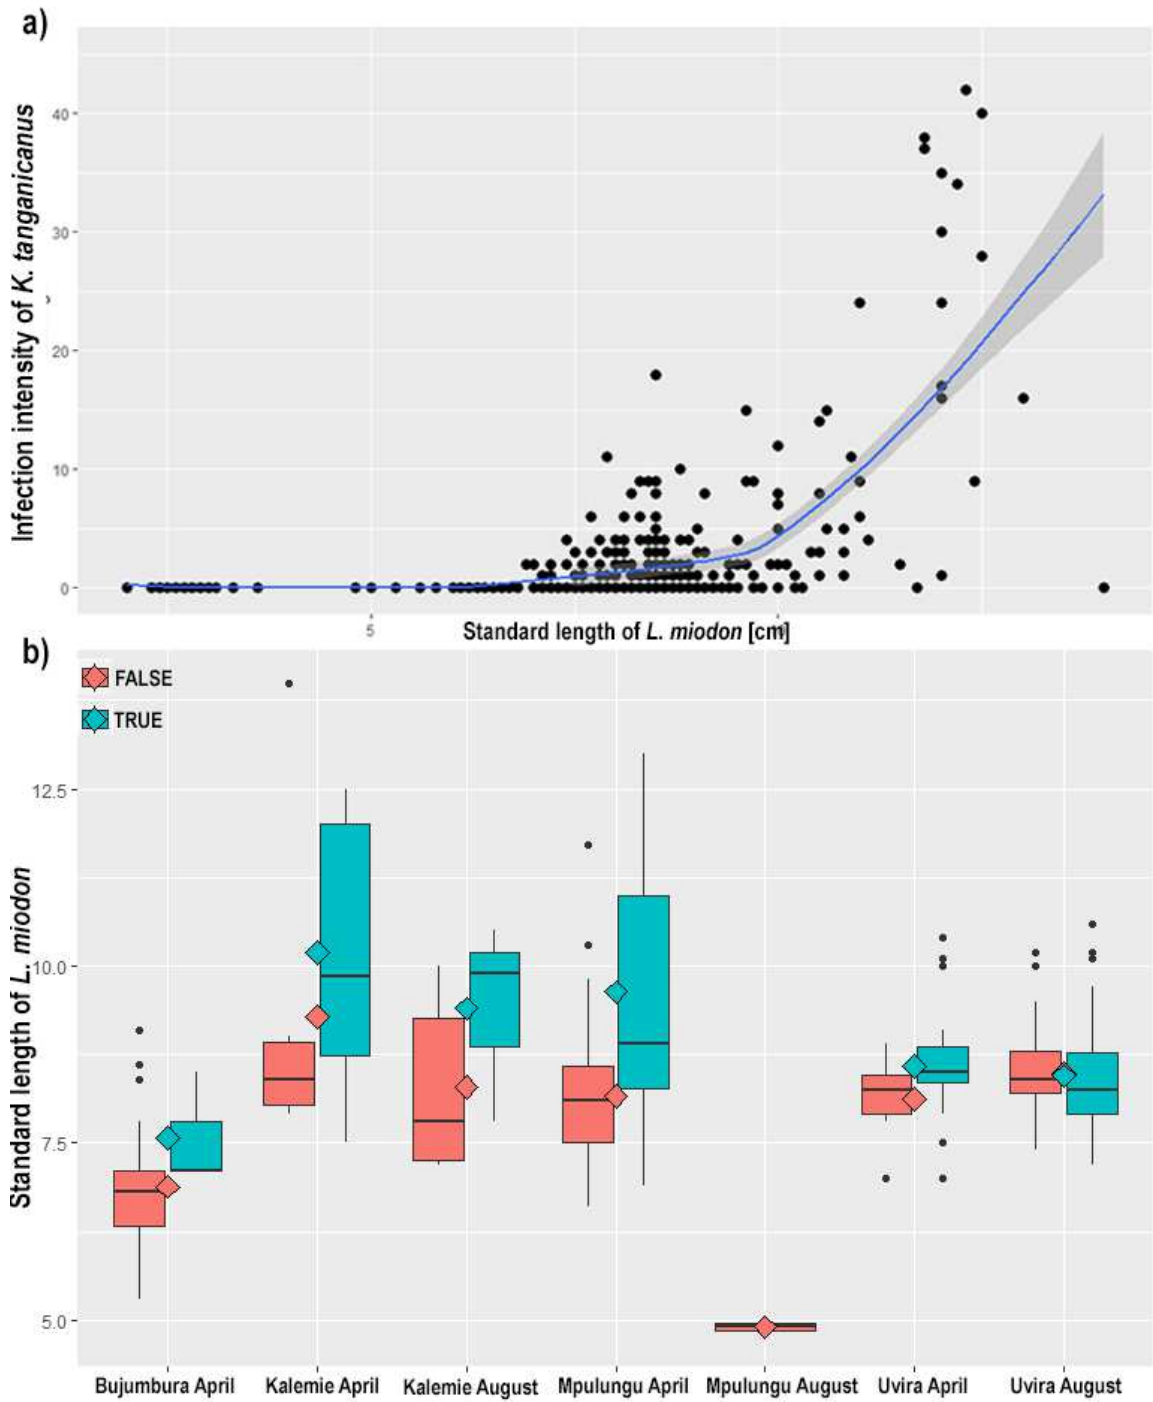 a)
Infection intensity of K. tanganicanus
40
30
20
10
0
5
Standard length of L. miodon [cm]
b)
FALSE
TRUE
Standard length of L. miodon
12.5
10.0
7.5
5.0
Bujumbura April Kalemie April Kalemie August Mpulungu April Mpulungu August Uvira April Uvira August